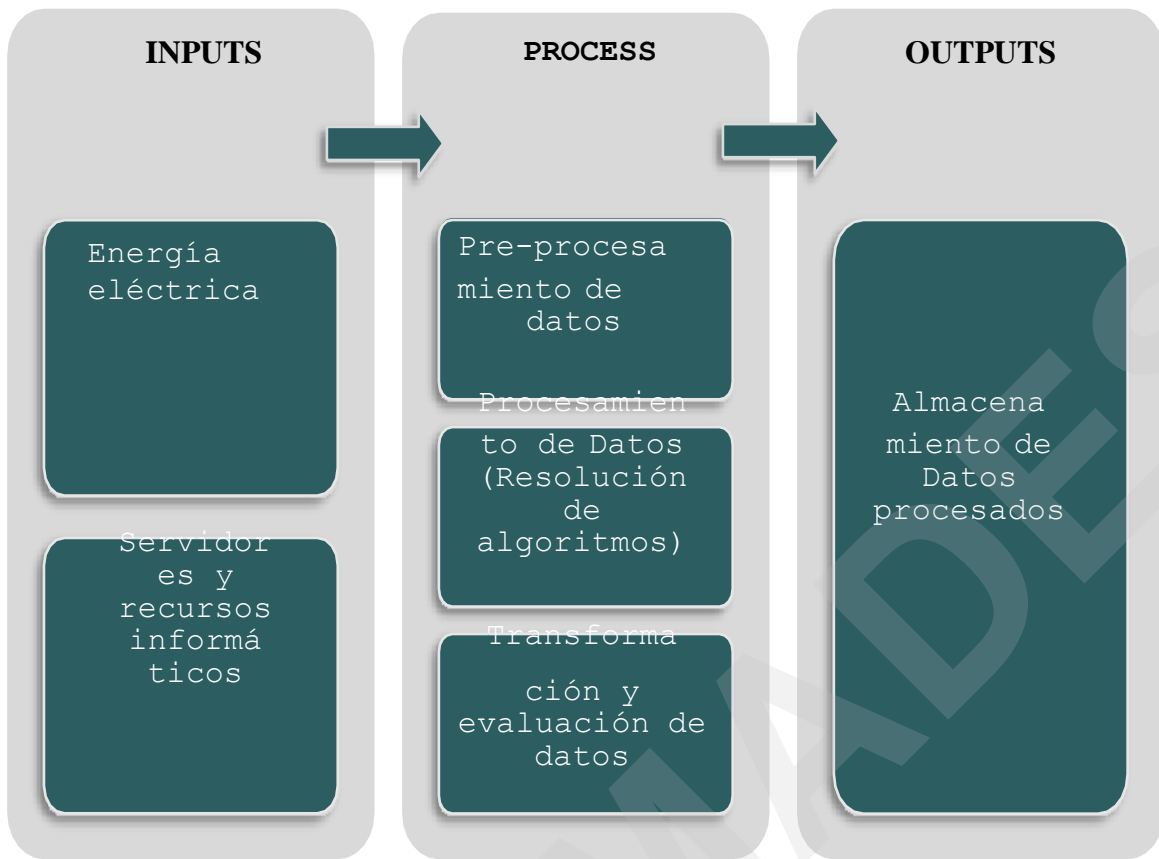 INPUTS
Energía
eléctrica
Servidor
es y
recursos
informá
ticos
PROCESS
Pre-procesa
miento de
datos
Procesamien
to de Datos
(Resolución
de
algoritmos)
Transforma
ción y
evaluación de
datos
OUTPUTS
Almacena
miento de
Datos
procesados
MADES